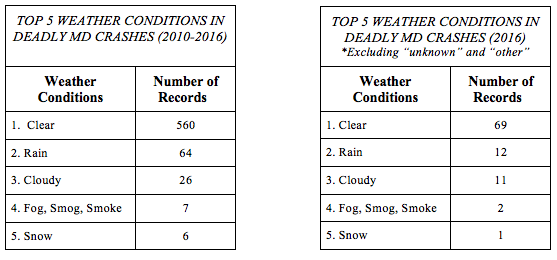 TOP 5 WEATHER CONDITIONS IN
DEADLY MD CRASHES (2010-2016)
Weather Conditions Number of Records
1. Clear 560
2. Rain 64
3. Cloudy 26
4. Fog, Smog, Smoke 7
5. Snow 6
TOP 5 WEATHER CONDITIONS IN
DEADLY MD CRASHES (2016)
*Excluding “unknown” and “other”
Weather Conditions Number of Records
1. Clear 69
2. Rain 12
3. Cloudy 11
4. Fog, Smog, Smoke 2
5. Snow 1